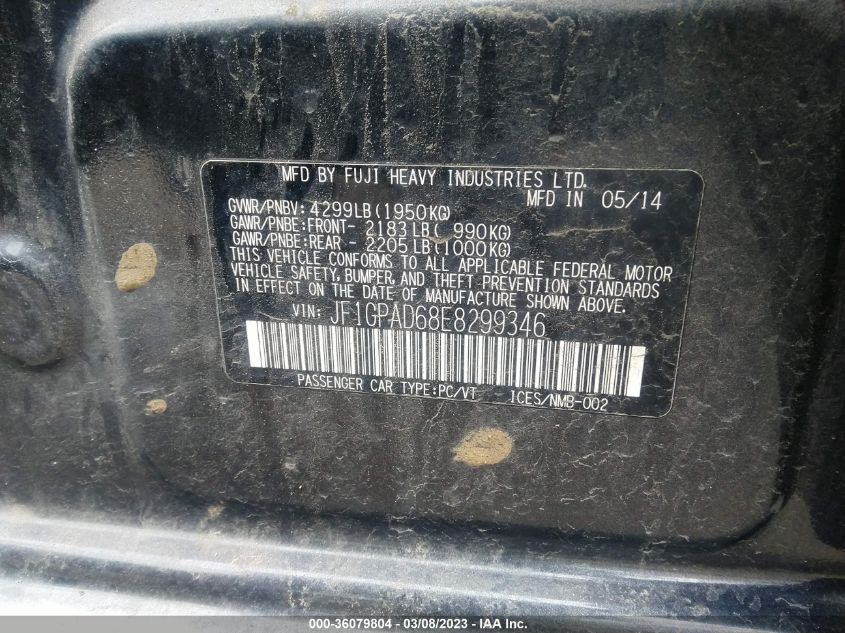 MFD BY FUJI HEAVY INDUSTRIES LTD.
MFD IN 05/14
GVWR/PNBV: 4299LB(1950KG)
GAWR/PNBE:FRONT- 2183LB( 990KG)
GAWR/PNBE:REAR - 2205LB(1000KG)
THIS VEHICLE CONFORMS TO ALL APPLICABLE FEDERAL MOTOR
VEHICLE SAFETY, BUMPER, AND THEFT PREVENTION STANDARDS
IN EFFECT ON THE DATE OF MANUFACTURE SHOWN ABOVE.
VIN: JF1GPAD68E8299346
PASSENGER CAR TYPE:PC/VT ICES/NMB-002
000-36079804 - 03/08/2023 - IAA Inc.